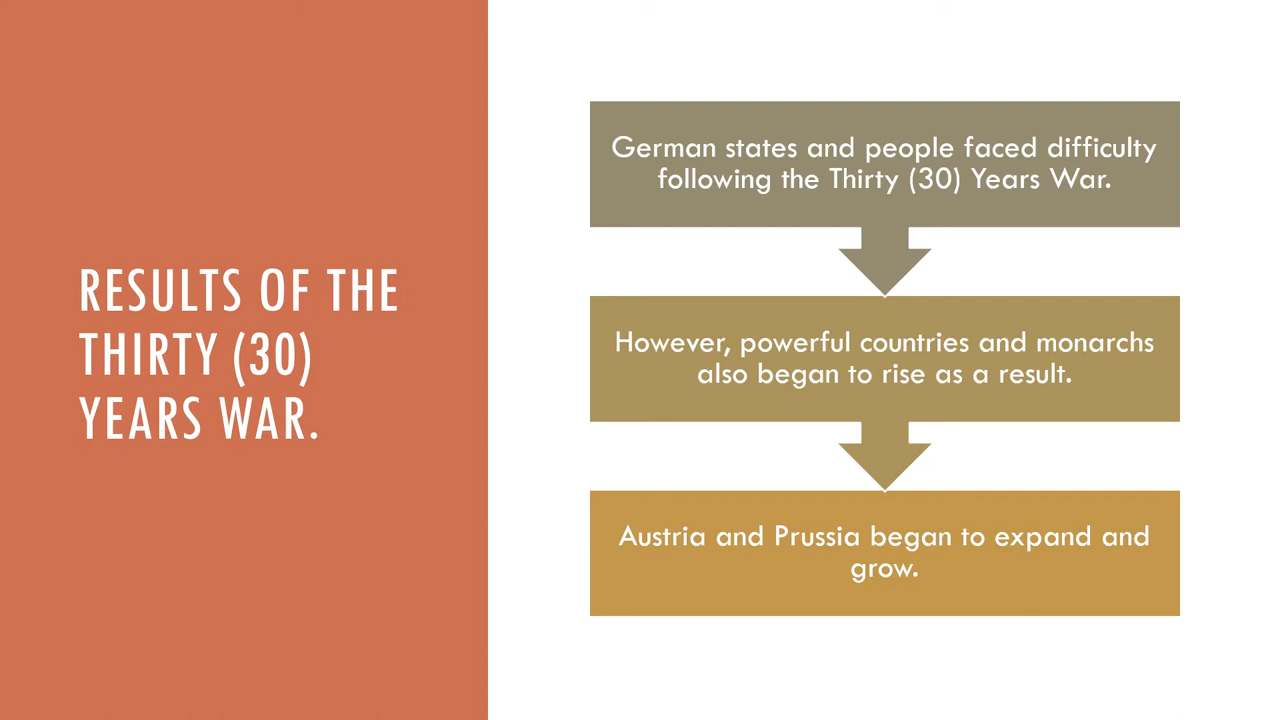 RESULTS OF THE
THIRTY (30)
YEARS WAR.
German states and people faced difficulty
following the Thirty (30) Years War.
However, powerful countries and monarchs
also began to rise as a result.
Austria and Prussia began to expand and
grow.